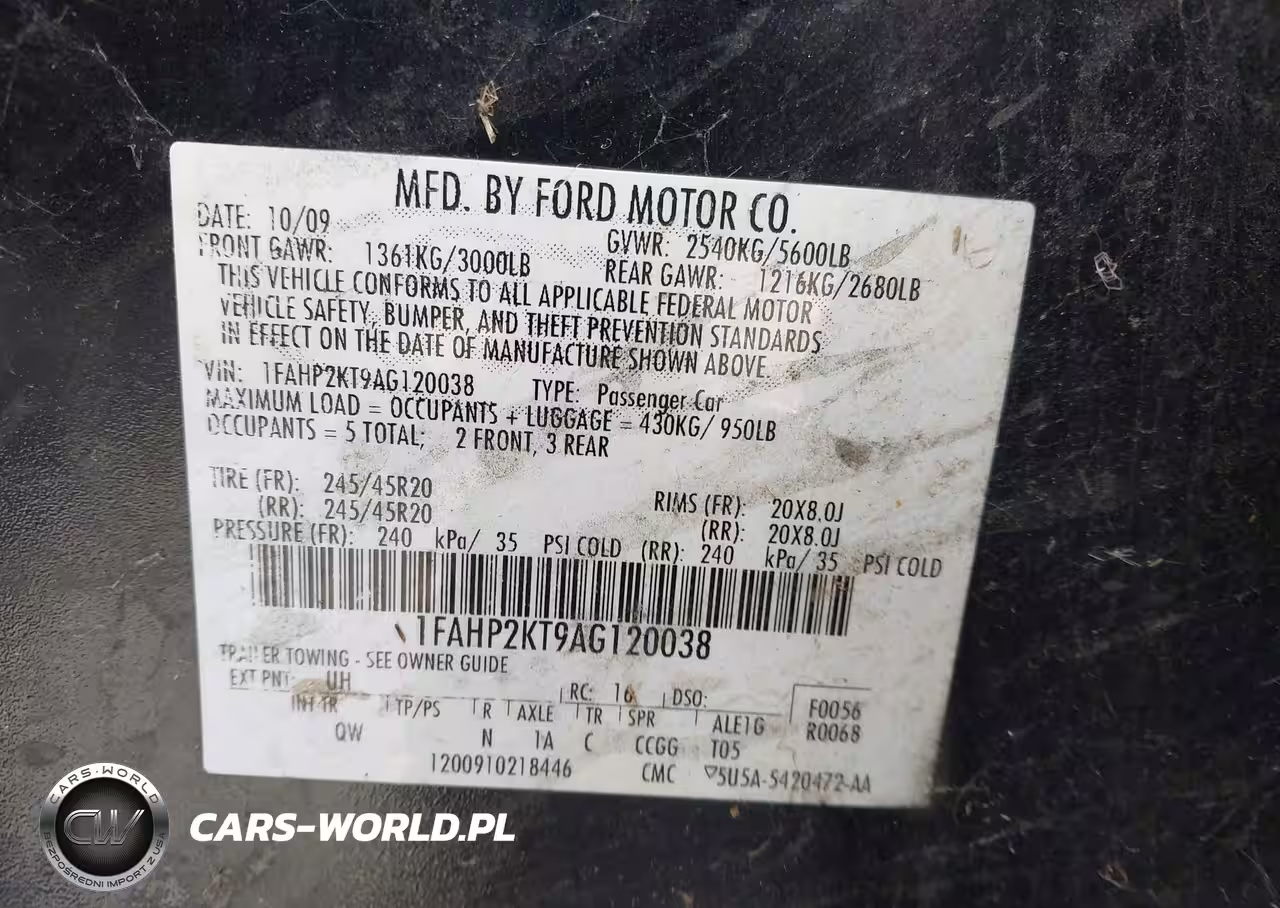 MFD. BY FORD MOTOR CO.
DATE: 10/09
GVWR: 2540KG/5600LB
FRONT GAWR: 1361KG/3000LB
REAR GAWR: 1216KG/2680LB
THIS VEHICLE CONFORMS TO ALL APPLICABLE FEDERAL MOTOR
VEHICLE SAFETY, BUMPER, AND THEFT PREVENTION STANDARDS
IN EFFECT ON THE DATE OF MANUFACTURE SHOWN ABOVE.
VIN: 1FAHP2KT9AG120038 TYPE: Passenger Car
MAXIMUM LOAD = OCCUPANTS + LUGGAGE = 430KG/ 950LB
OCCUPANTS = 5 TOTAL; 2 FRONT, 3 REAR
TIRE (FR): 245/45R20 RIMS (FR): 20X8.0J
(RR): 245/45R20 (RR): 20X8.0J
PRESSURE (FR): 240 kPa/ 35 PSI COLD (RR): 240 kPa/ 35 PSI COLD
1FAHP2KT9AG120038
TRAILER TOWING - SEE OWNER GUIDE
EXT PNT: UH RC: 16 DSO: F0056
INT TR TP/PS R AXLE TR SPR ALE1G R0068
QW N 1A C CCGG T05
1200910218446 CMC ▽5U5A-5420472-AA
CARS-WORLD
CW
BEZPOŚREDNI IMPORT Z USA
CARS-WORLD.PL